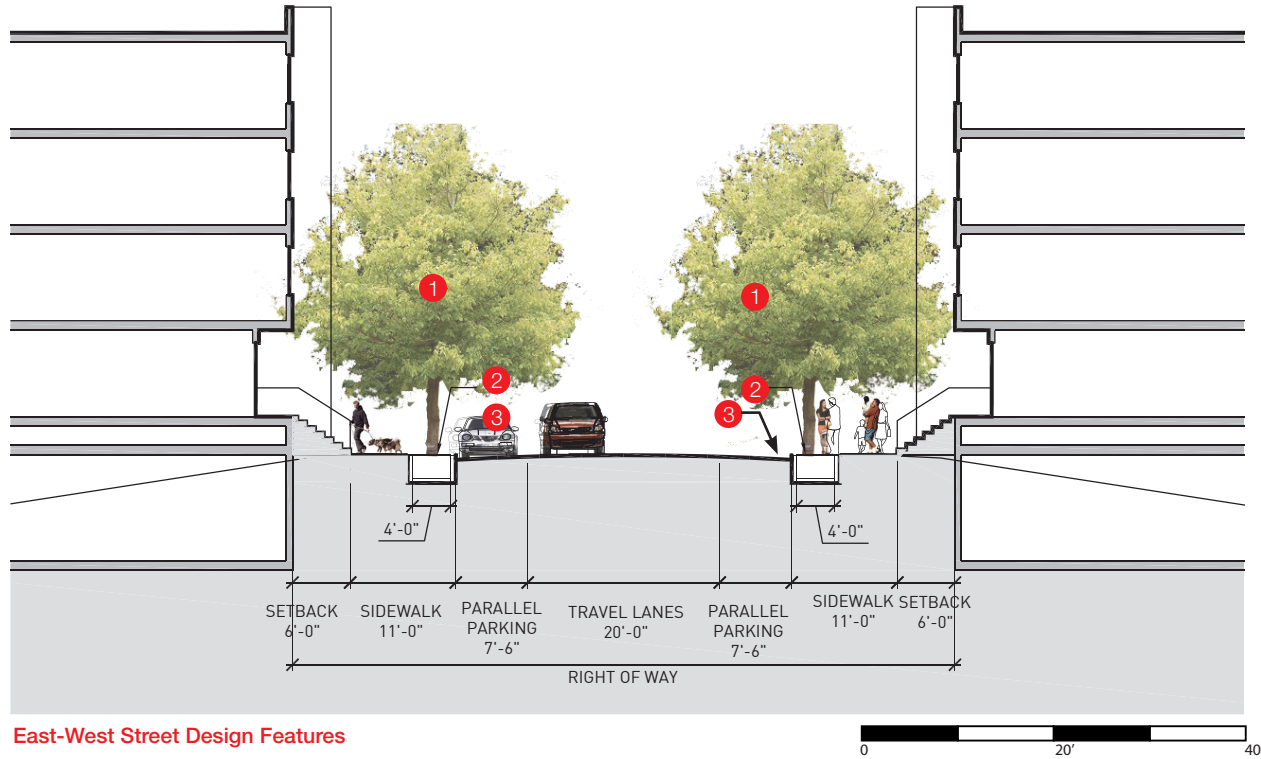 1
1
2
2
3
3
4'-0"
4'-0"
SETBACK
6'-0"
SIDEWALK
11'-0"
PARALLEL
PARKING
7'-6"
TRAVEL LANES
20'-0"
PARALLEL
PARKING
7'-6"
SIDEWALK
11'-0"
SETBACK
6'-0"
RIGHT OF WAY
East-West Street Design Features
0
20'
40